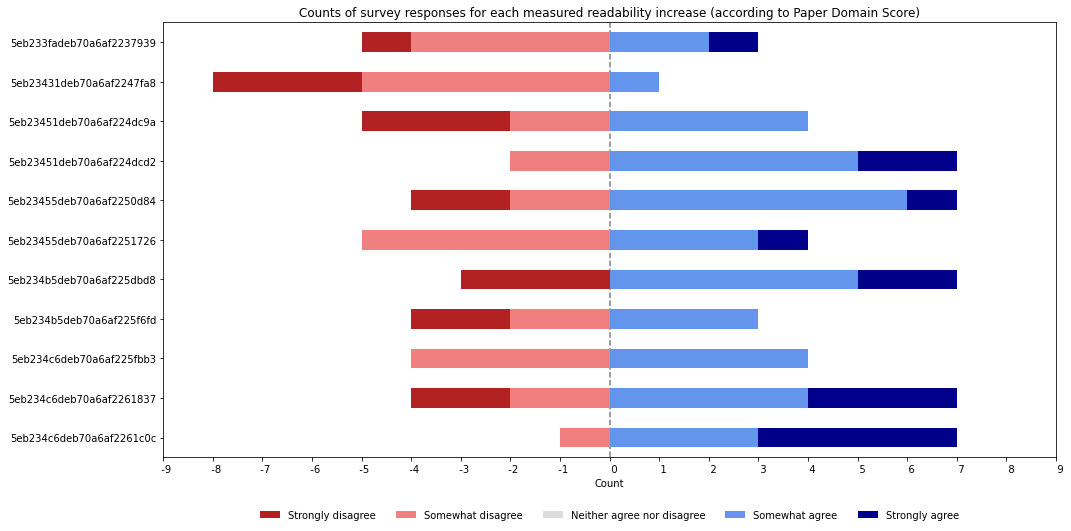 Counts of survey responses for each measured readability increase (according to Paper Domain Score)
5eb233fadeb70a6af2237939
5eb23431deb70a6af2247fa8
5eb23451deb70a6af224dc9a
5eb23451deb70a6af224dcd2
5eb23455deb70a6af2250d84
5eb23455deb70a6af2251726
5eb234b5deb70a6af225dbd8
5eb234b5deb70a6af225f6fd
5eb234c6deb70a6af225fbb3
5eb234c6deb70a6af2261837
5eb234c6deb70a6af2261c0c
-9 -8 -7 -6 -5 -4 -3 -2 -1 0 1 2 3 4 5 6 7 8 9
Count
Strongly disagree Somewhat disagree Neither agree nor disagree Somewhat agree Strongly agree